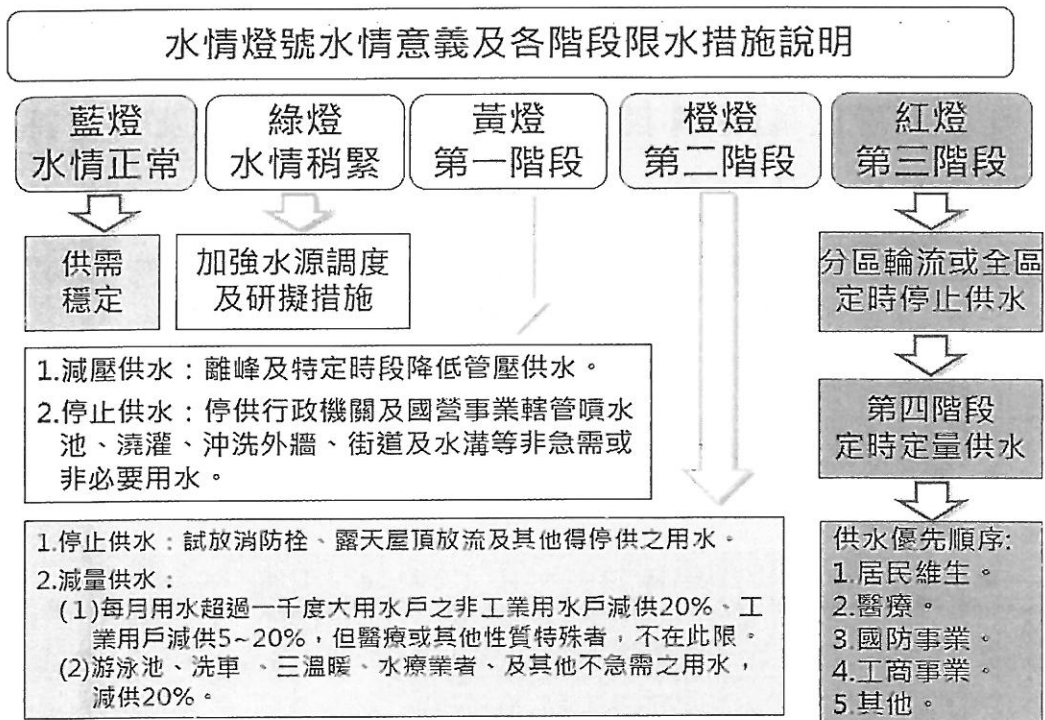 水情燈號水情意義及各階段限水措施說明
藍燈
水情正常
綠燈
水情稍緊
黃燈
第一階段
橙燈
第二階段
紅燈
第三階段
供需
穩定
加強水源調度
及研擬措施
分區輪流或全區
定時停止供水
1.減壓供水：離峰及特定時段降低管壓供水。
2.停止供水：停供行政機關及國營事業轄管噴水
池、澆灌、沖洗外牆、街道及水溝等非急需或
非必要用水。
第四階段
定時定量供水
1.停止供水：試放消防栓、露天屋頂放流及其他得停供之用水。
2.減量供水：
(1)每月用水超過一千度大用水戶之非工業用水戶減供20%、工
業用戶減供5~20%，但醫療或其他性質特殊者，不在此限。
(2)游泳池、洗車、三溫暖、水療業者、及其他不急需之用水，
減供20%。
供水優先順序:
1.居民維生。
2.醫療。
3.國防事業。
4.工商事業。
5.其他。